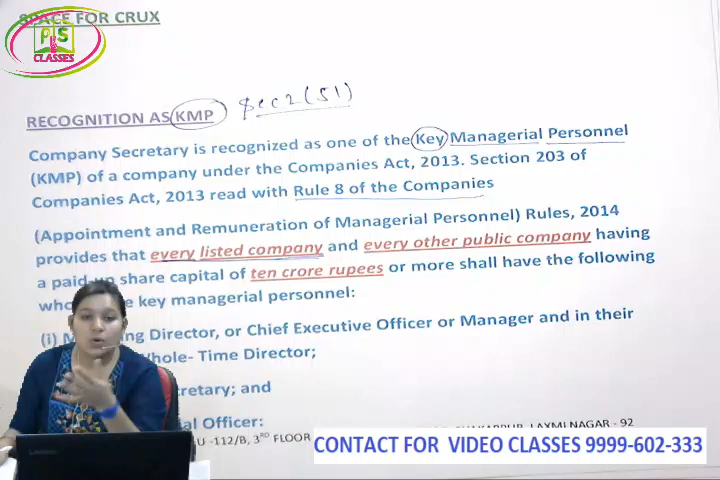 SPACE FOR CRUX
PIS
CLASSES
RECOGNITION AS KMP Sec 2 (51)
Company Secretary is recognized as one of the Key Managerial Personnel
(KMP) of a company under the Companies Act, 2013. Section 203 of
Companies Act, 2013 read with Rule 8 of the Companies
(Appointment and Remuneration of Managerial Personnel) Rules, 2014
provides that every listed company and every other public company having
a paid up share capital of ten crore rupees or more shall have the following
key managerial personnel:
(i) Director, or Chief Executive Officer or Manager and in their
Whole- Time Director;
and
Officer:
U -112/B, 3RD FLOOR LAXMI NAGAR - 92
CONTACT FOR VIDEO CLASSES 9999-602-333
Lenovo